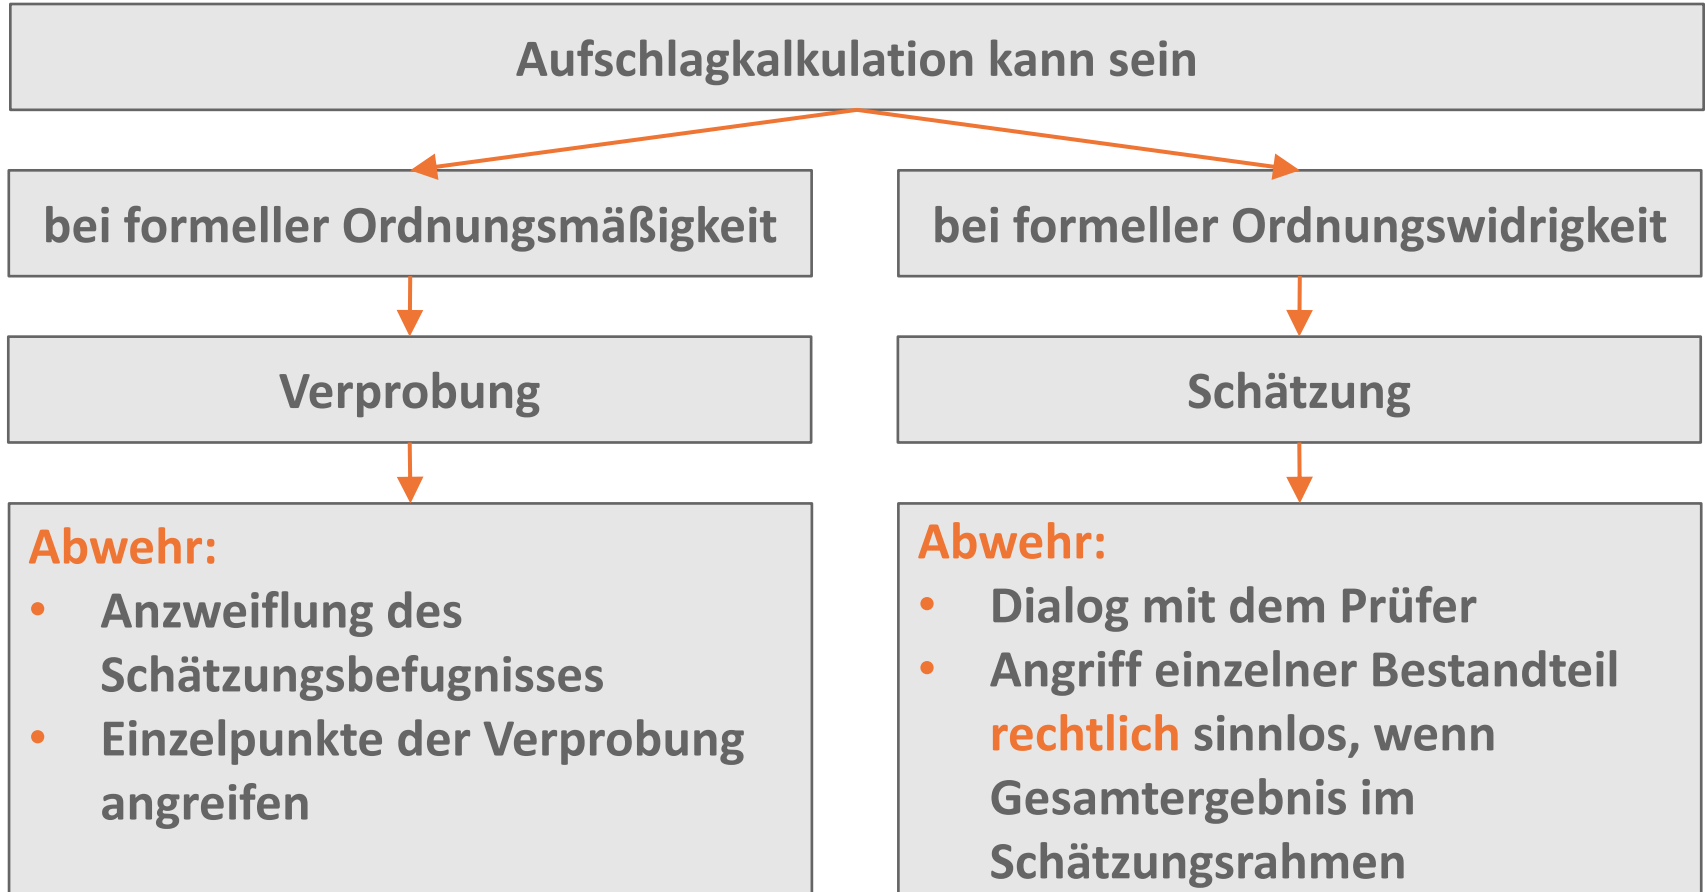 Aufschlagkalkulation kann sein
bei formeller Ordnungsmäßigkeit
Verprobung
Abwehr:
• Anzweiflung des
Schätzungsbefugnisses
• Einzelpunkte der Verprobung
angreifen
bei formeller Ordnungswidrigkeit
Schätzung
Abwehr:
• Dialog mit dem Prüfer
• Angriff einzelner Bestandteil
rechtlich sinnlos, wenn
Gesamtergebnis im
Schätzungsrahmen